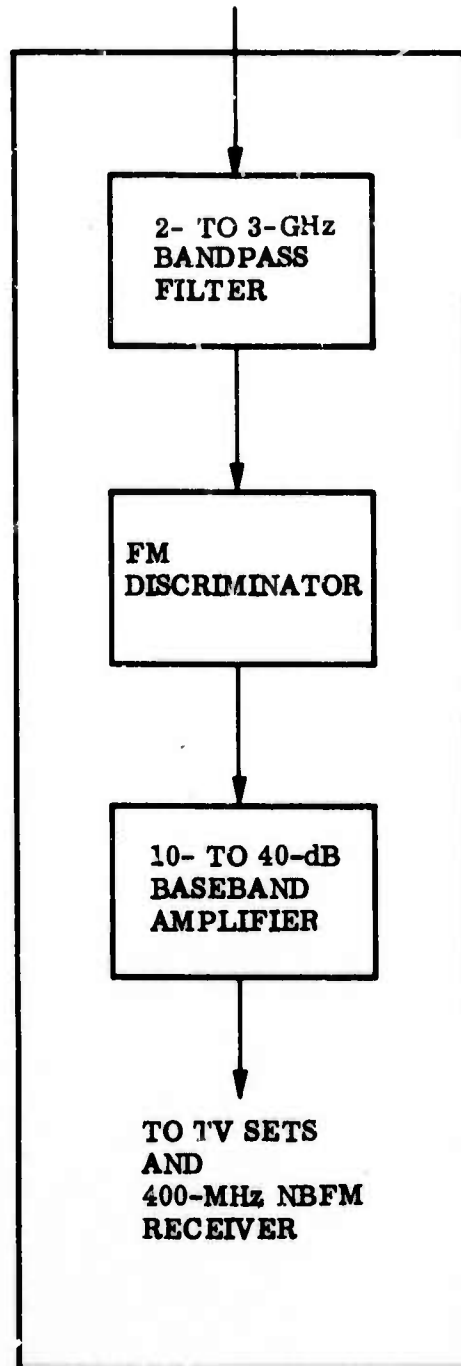 2- TO 3-GHz
BANDPASS
FILTER
FM
DISCRIMINATOR
10- TO 40-dB
BASEBAND
AMPLIFIER
TO TV SETS
AND
400-MHz NBFM
RECEIVER